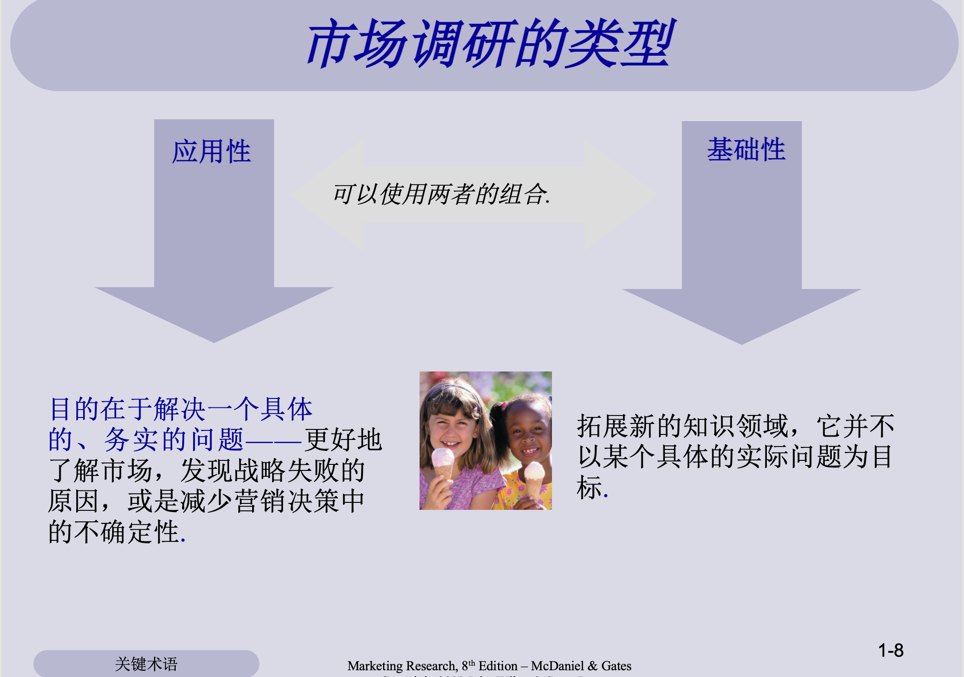 市场调研的类型
应用性
可以使用两者的组合.
基础性
目的在于解决一个具体
的、务实的问题——更好地
了解市场，发现战略失败的
原因，或是减少营销决策中
的不确定性.
拓展新的知识领域，它并不
以某个具体的实际问题为目
标.
关键术语
Marketing Research, 8th Edition – McDaniel & Gates
1-8